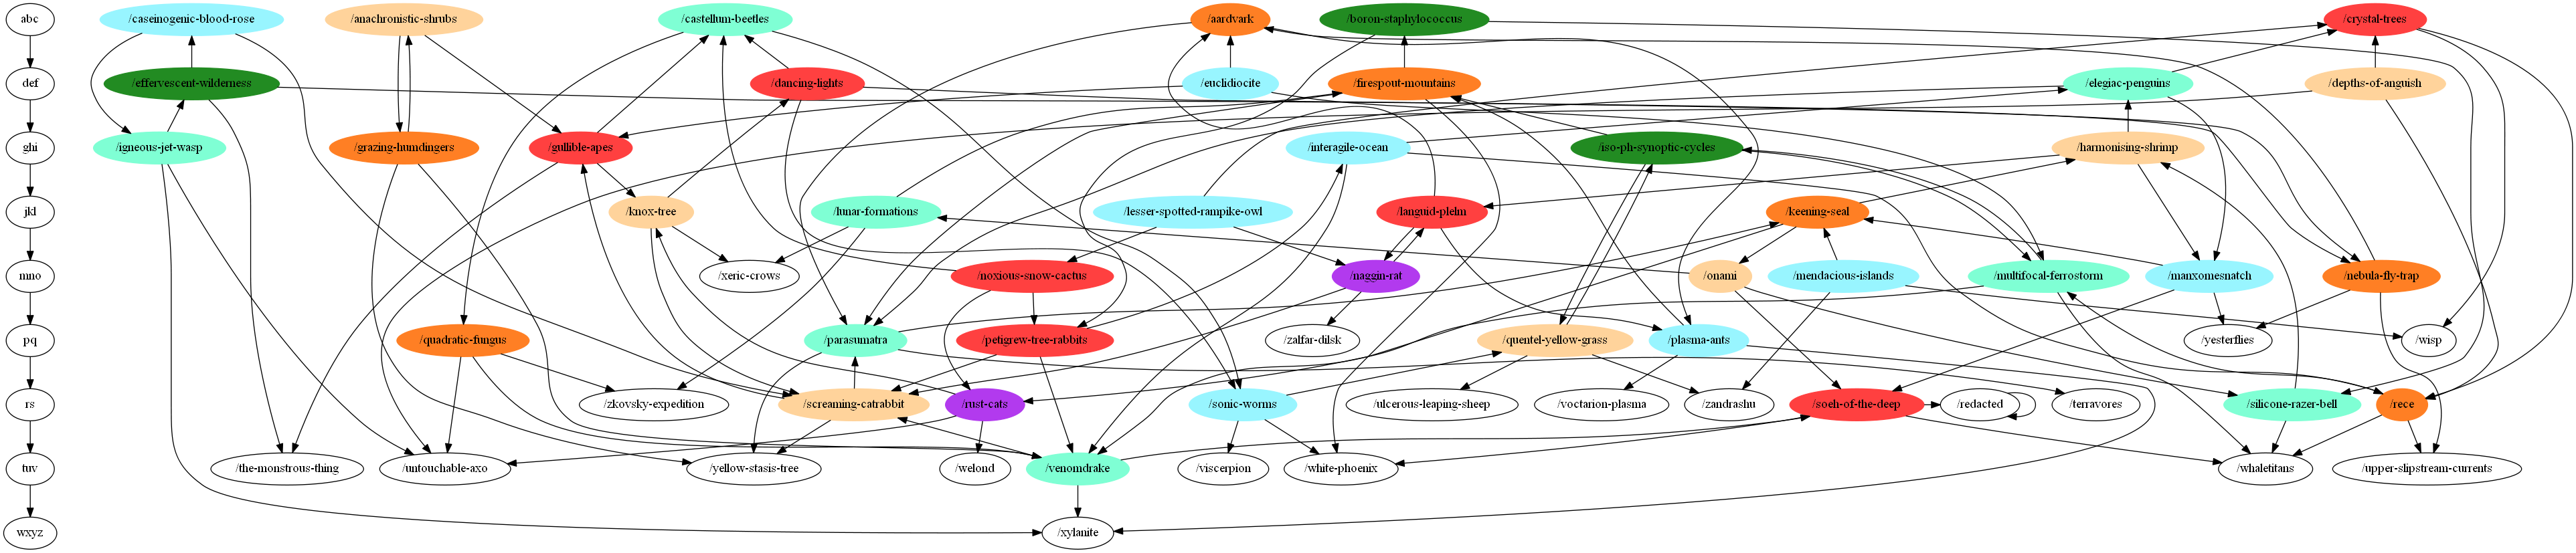 abc
/caseinogenic-blood-rose
/anachronistic-shrubs
/castellum-beetles
/aardvark
/boron-staphylococcus
/crystal-trees
def
/effervescent-wilderness
/dancing-lights
/euclidiocite
/firespout-mountains
/elegiac-penguins
/depths-of-anguish
ghi
/igneous-jet-wasp
/grazing-humdingers
/gullible-apes
/interagile-ocean
/iso-ph-synoptic-cycles
/harmonising-shrimp
jkl
/knox-tree
/lunar-formations
/lesser-spotted-rampike-owl
/languid-plelm
/keening-seal
mno
/xeric-crows
/noxious-snow-cactus
/naggin-rat
/onami
/mendacious-islands
/multifocal-ferrostorm
/manxomesnatch
/nebula-fly-trap
pq
/quadratic-fungus
/parasumatra
/petigrew-tree-rabbits
/zalfar-dilsk
/quentel-yellow-grass
/plasma-ants
/yesterflies
/wisp
rs
/zkovsky-expedition
/screaming-catrabbit
/rust-cats
/sonic-worms
/ulcerous-leaping-sheep
/voctarion-plasma
/zandrashu
/soeh-of-the-deep
/redacted
/terravores
/silicone-razer-bell
/rece
tuv
/the-monstrous-thing
/untouchable-axo
/yellow-stasis-tree
/welond
/venomdrake
/viscerpion
/white-phoenix
/whaletitans
/upper-slipstream-currents
wxyz
/xylanite